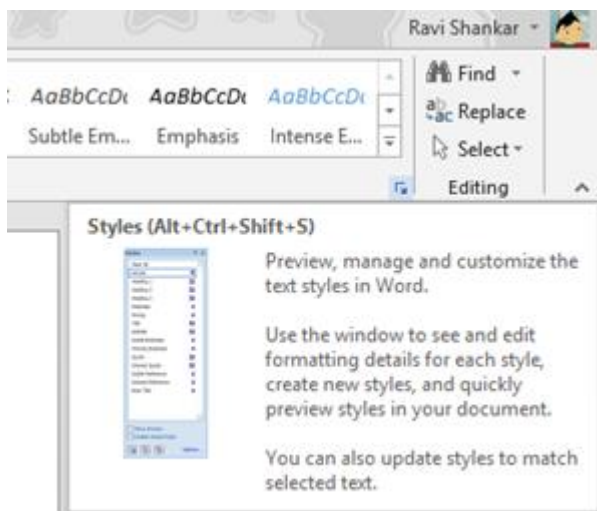 Ravi Shankar
AaBbCcDc AaBbCcDc AaBbCcDc
Subtle Em... Emphasis Intense E...
Find
Replace
Select
Editing
Styles (Alt+Ctrl+Shift+S)
Preview, manage and customize the
text styles in Word.
Use the window to see and edit
formatting details for each style,
create new styles, and quickly
preview styles in your document.
You can also update styles to match
selected text.